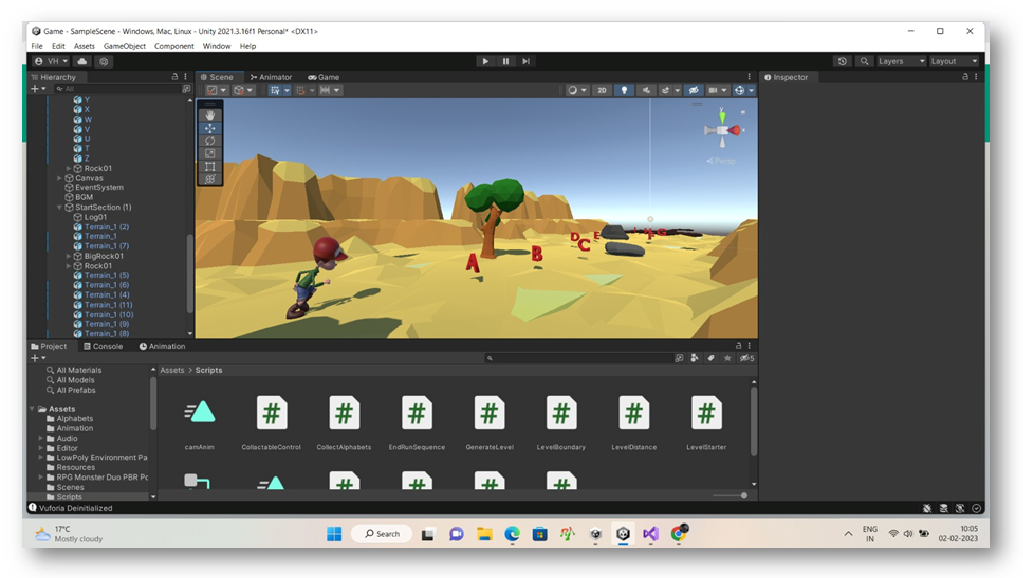 Game - SampleScene - Windows, Mac, Linux - Unity 2021.3.16f1 Personal* <DX11>
File Edit Assets GameObject Component Window Help
VH Layers Layout
Hierarchy Scene Animator Game Inspector
All 2D
Y
X
W
V
U
T
Z
Rock01
Canvas
EventSystem
BGM
StartSection (1)
Log01
Terrain_1 (2)
Terrain_1
Terrain_1 (7)
BigRock01
Rock01
Terrain_1 (5)
Terrain_1 (6)
Terrain_1 (4)
Terrain_1 (11)
Terrain_1 (10)
Terrain_1 (9)
Terrain_1 (8)
Persp
A B C D E
G
Project Console Animation
5
All Materials
All Models
All Prefabs
Assets
Alphabets
Animation
Audio
Editor
LowPoly Environment Pa
Resources
RPG Monster Duo PBR Po
Scenes
Scripts
Assets > Scripts
camAnim CollactableControl CollectAlphabets EndRunSequence GenerateLevel LevelBoundary LevelDistance LevelStarter
Vuforia Deinitialized
17°C
Mostly cloudy
Search
ENG
IN
10:05
02-02-2023